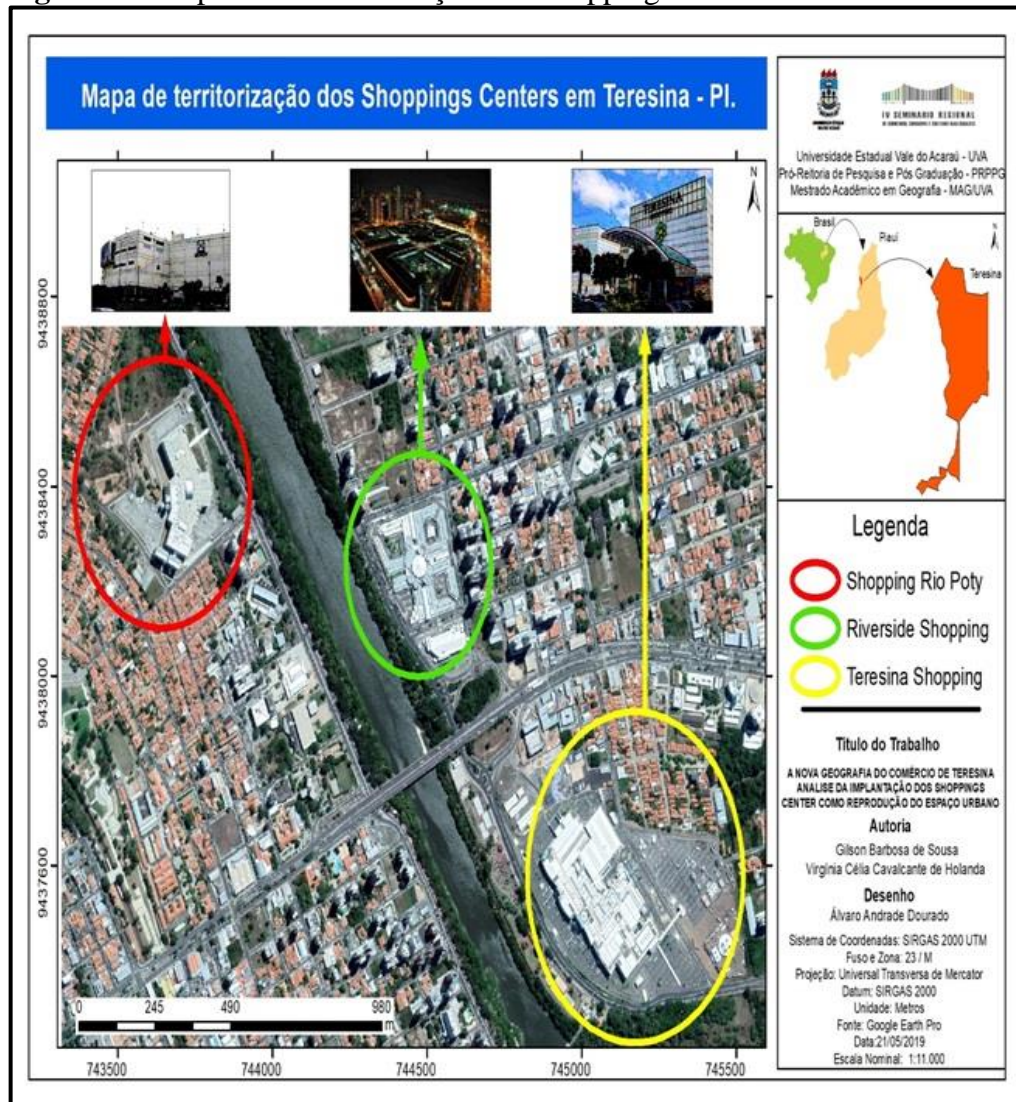 Mapa de territorização dos Shoppings Centers em Teresina - PI.
IV SEMINARIO REGIONAL
Universidade Estadual Vale do Acaraú - UVA
Pró-Reitoria de Pesquisa e Pós Graduação - PRPPG
Mestrado Acadêmico em Geografia - MAG/UVA
N
TERESINA
Brasil
Piauí
N
Teresina
9438800
9438400
9438000
9437600
Legenda
Shopping Rio Poty
Riverside Shopping
Teresina Shopping
Titulo do Trabalho
A NOVA GEOGRAFIA DO COMÉRCIO DE TERESINA
ANALISE DA IMPLANTAÇÃO DOS SHOPPINGS
CENTER COMO REPRODUÇÃO DO ESPAÇO URBANO
Autoria
Gilson Barbosa de Sousa
Virgínia Célia Cavalcante de Holanda
Desenho
Álvaro Andrade Dourado
Sistema de Coordenadas: SIRGAS 2000 UTM
Fuso e Zona: 23 / M
Projeção: Universal Transversa de Mercator
Datum: SIRGAS 2000
Unidade: Metros
Fonte: Google Earth Pro
Data:21/05/2019
Escala Nominal: 1:11.000
0 245 490 980
m
743500 744000 744500 745000 745500